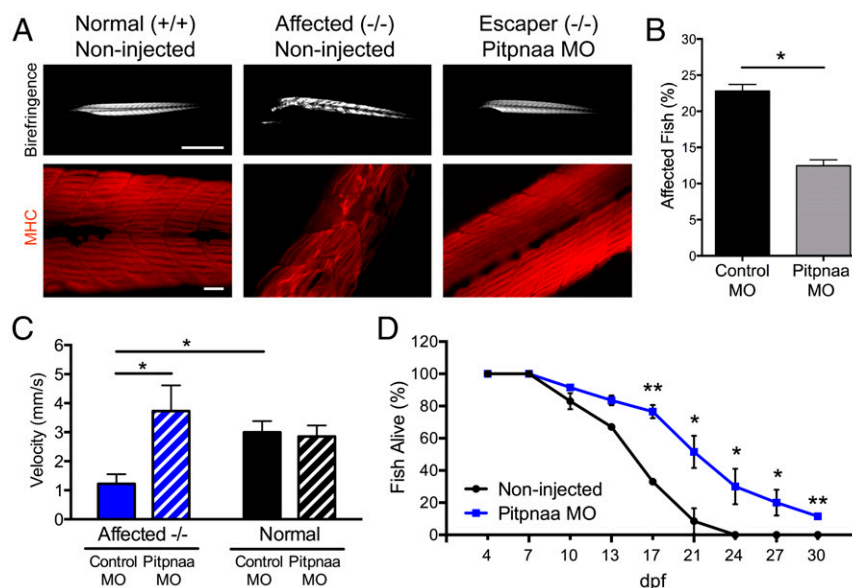 A
Normal (+/+)
Non-injected
Affected (-/-)
Non-injected
Escaper (-/-)
Pitpnaa MO
Birefringence
MHC
B
Affected Fish (%)
30
25
20
15
10
5
0
*
Control
MO
Pitpnaa
MO
C
Velocity (mm/s)
6
5
4
3
2
1
0
*
*
Control
MO
Pitpnaa
MO
Control
MO
Pitpnaa
MO
Affected -/-
Normal
D
Fish Alive (%)
120
100
80
60
40
20
0
**
*
*
*
**
Non-injected
Pitpnaa MO
4 7 10 13 17 21 24 27 30
dpf